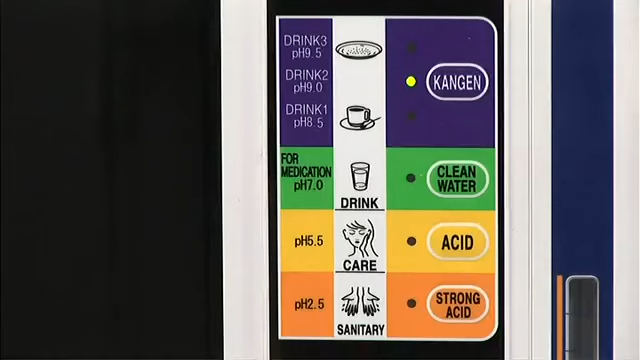 DRINK3
pH9.5
DRINK2
pH9.0
KANGEN
DRINK1
pH8.5
FOR
MEDICATION
pH7.0
CLEAN
WATER
DRINK
pH5.5
ACID
CARE
pH2.5
STRONG
ACID
SANITARY